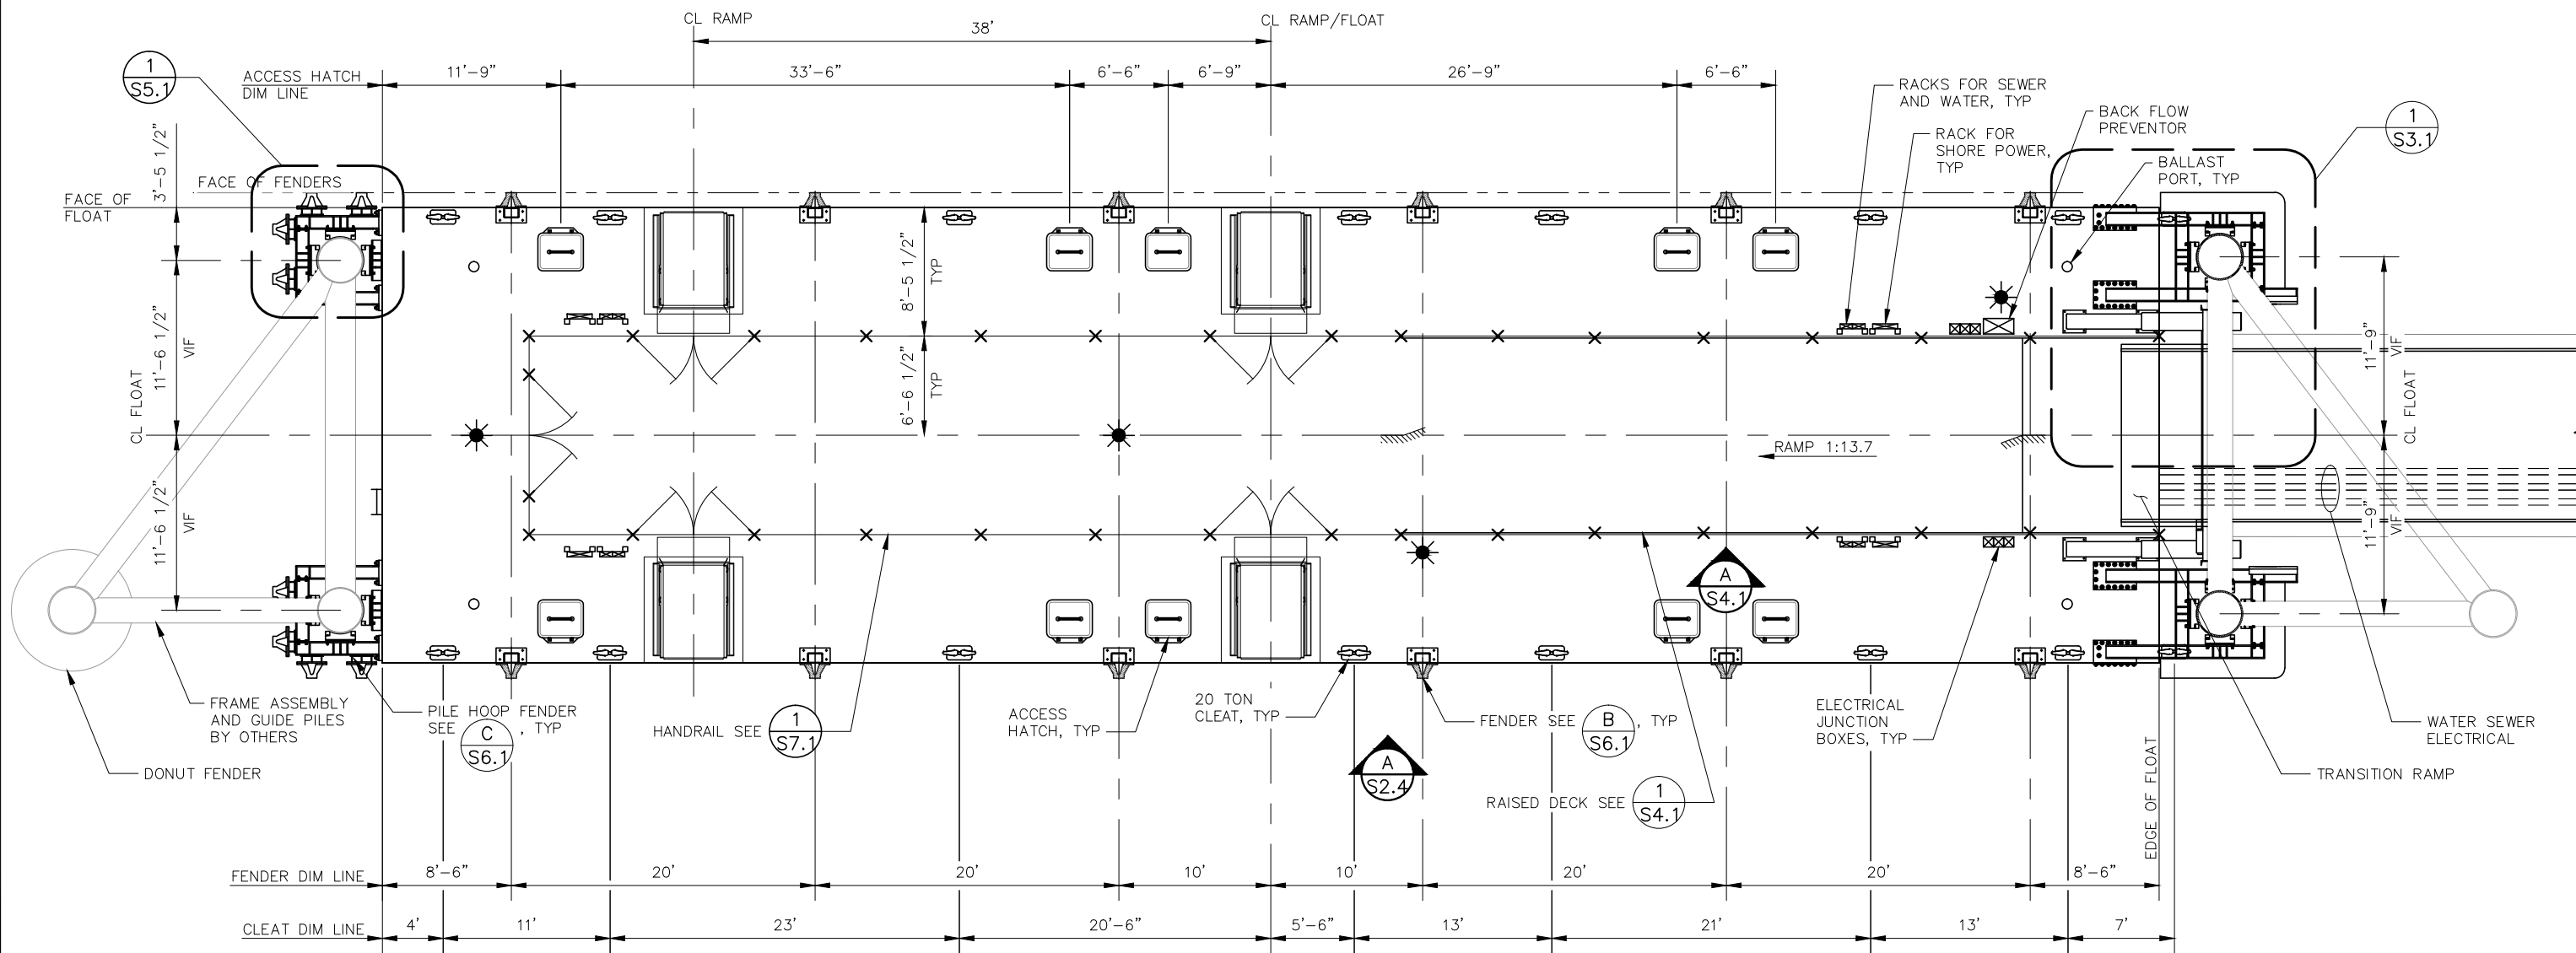 CL RAMP
38'
CL RAMP/FLOAT
1
S5.1
ACCESS HATCH
DIM LINE
11'-9"
33'-6"
6'-6"
6'-9"
26'-9"
6'-6"
RACKS FOR SEWER
AND WATER, TYP
RACK FOR
SHORE POWER,
TYP
BACK FLOW
PREVENTOR
BALLAST
PORT, TYP
1
S3.1
3'-5 1/2"
FACE OF FENDERS
FACE OF
FLOAT
8'-5 1/2"
TYP
6'-6 1/2"
TYP
11'-6 1/2"
VIF
CL FLOAT
11'-6 1/2"
VIF
11'-9"
VIF
CL FLOAT
11'-9"
VIF
RAMP 1:13.7
A
S4.1
FRAME ASSEMBLY
AND GUIDE PILES
BY OTHERS
DONUT FENDER
PILE HOOP FENDER
SEE C/S6.1, TYP
HANDRAIL SEE 1/S7.1
ACCESS
HATCH, TYP
20 TON
CLEAT, TYP
A
S2.4
FENDER SEE B/S6.1, TYP
RAISED DECK SEE 1/S4.1
ELECTRICAL
JUNCTION
BOXES, TYP
EDGE OF FLOAT
WATER SEWER
ELECTRICAL
TRANSITION RAMP
FENDER DIM LINE
8'-6"
20'
20'
10'
10'
20'
20'
8'-6"
CLEAT DIM LINE
4'
11'
23'
20'-6"
5'-6"
13'
21'
13'
7'